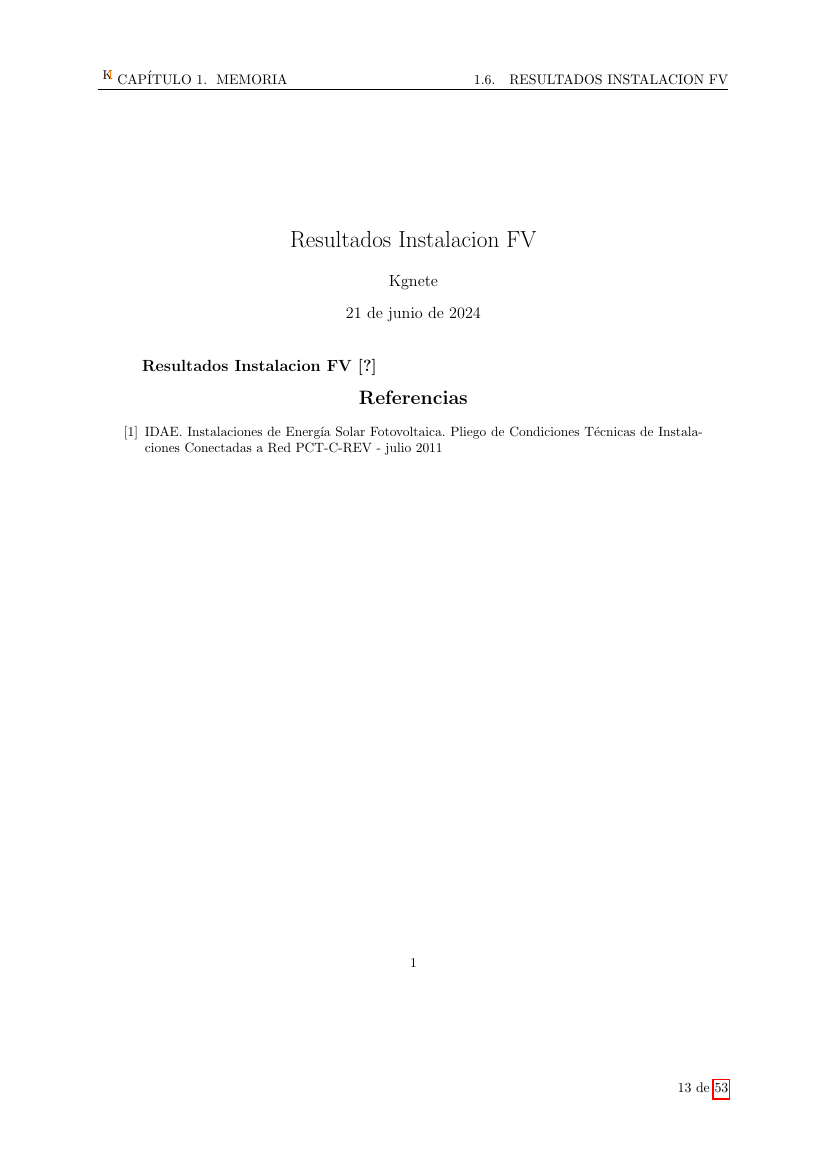 K CAPÍTULO 1. MEMORIA 1.6. RESULTADOS INSTALACION FV
Resultados Instalacion FV
Kgnete
21 de junio de 2024
Resultados Instalacion FV [?]
Referencias
[1] IDAE. Instalaciones de Energía Solar Fotovoltaica. Pliego de Condiciones Técnicas de Instala-
ciones Conectadas a Red PCT-C-REV - julio 2011
1
13 de 53